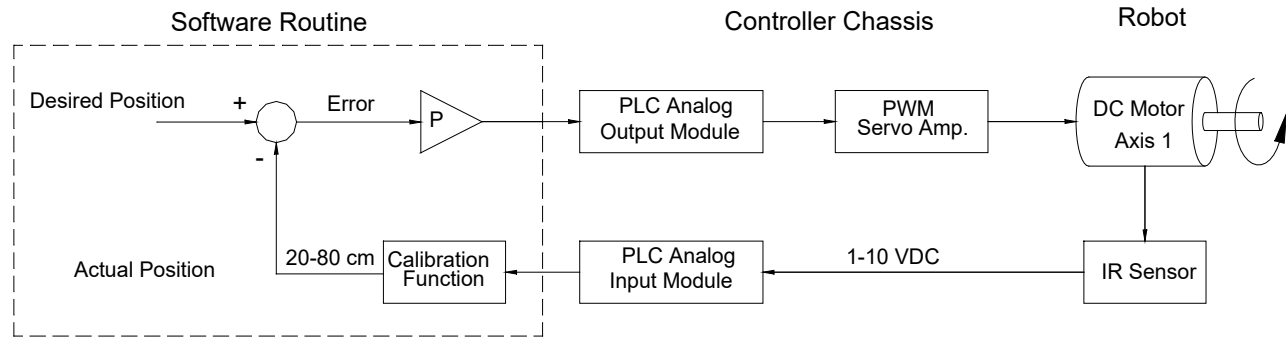 Software Routine
Controller Chassis
Robot
Desired Position
+
Error
P
-
PLC Analog
Output Module
PWM
Servo Amp.
DC Motor
Axis 1
Actual Position
20-80 cm
Calibration
Function
PLC Analog
Input Module
1-10 VDC
IR Sensor